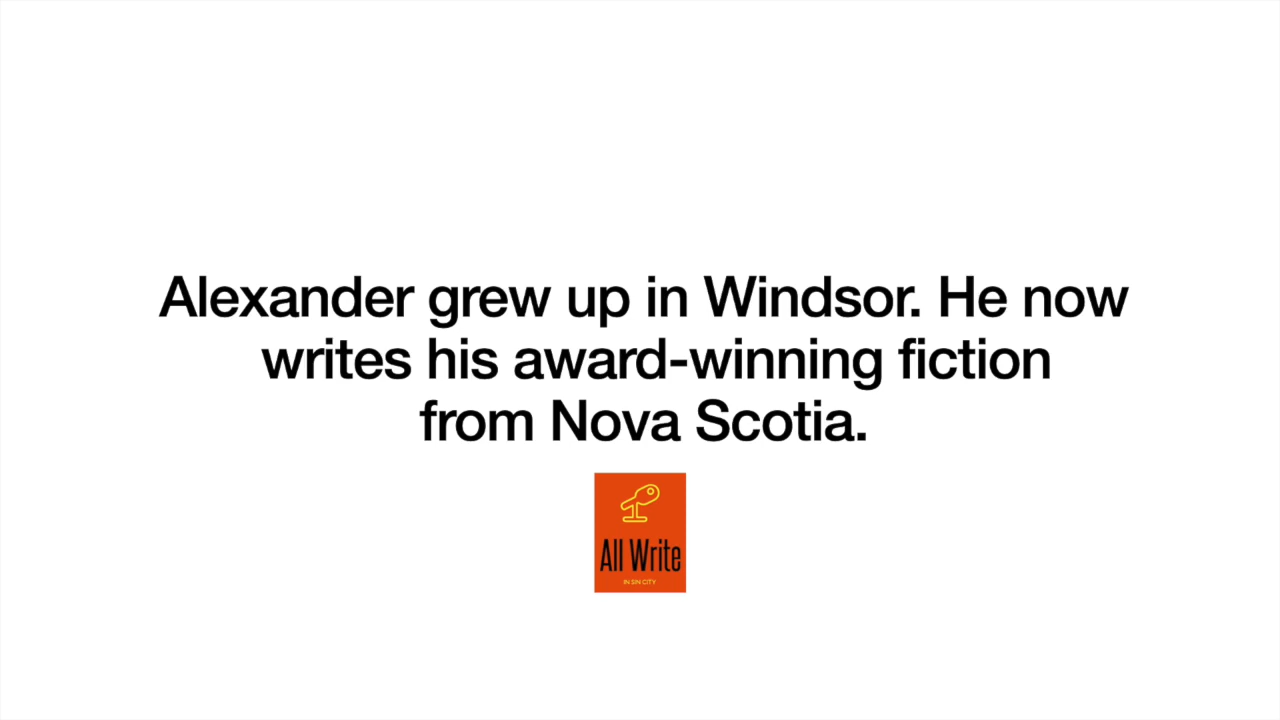 Alexander grew up in Windsor. He now
writes his award-winning fiction
from Nova Scotia.
All Write
IN SIN CITY